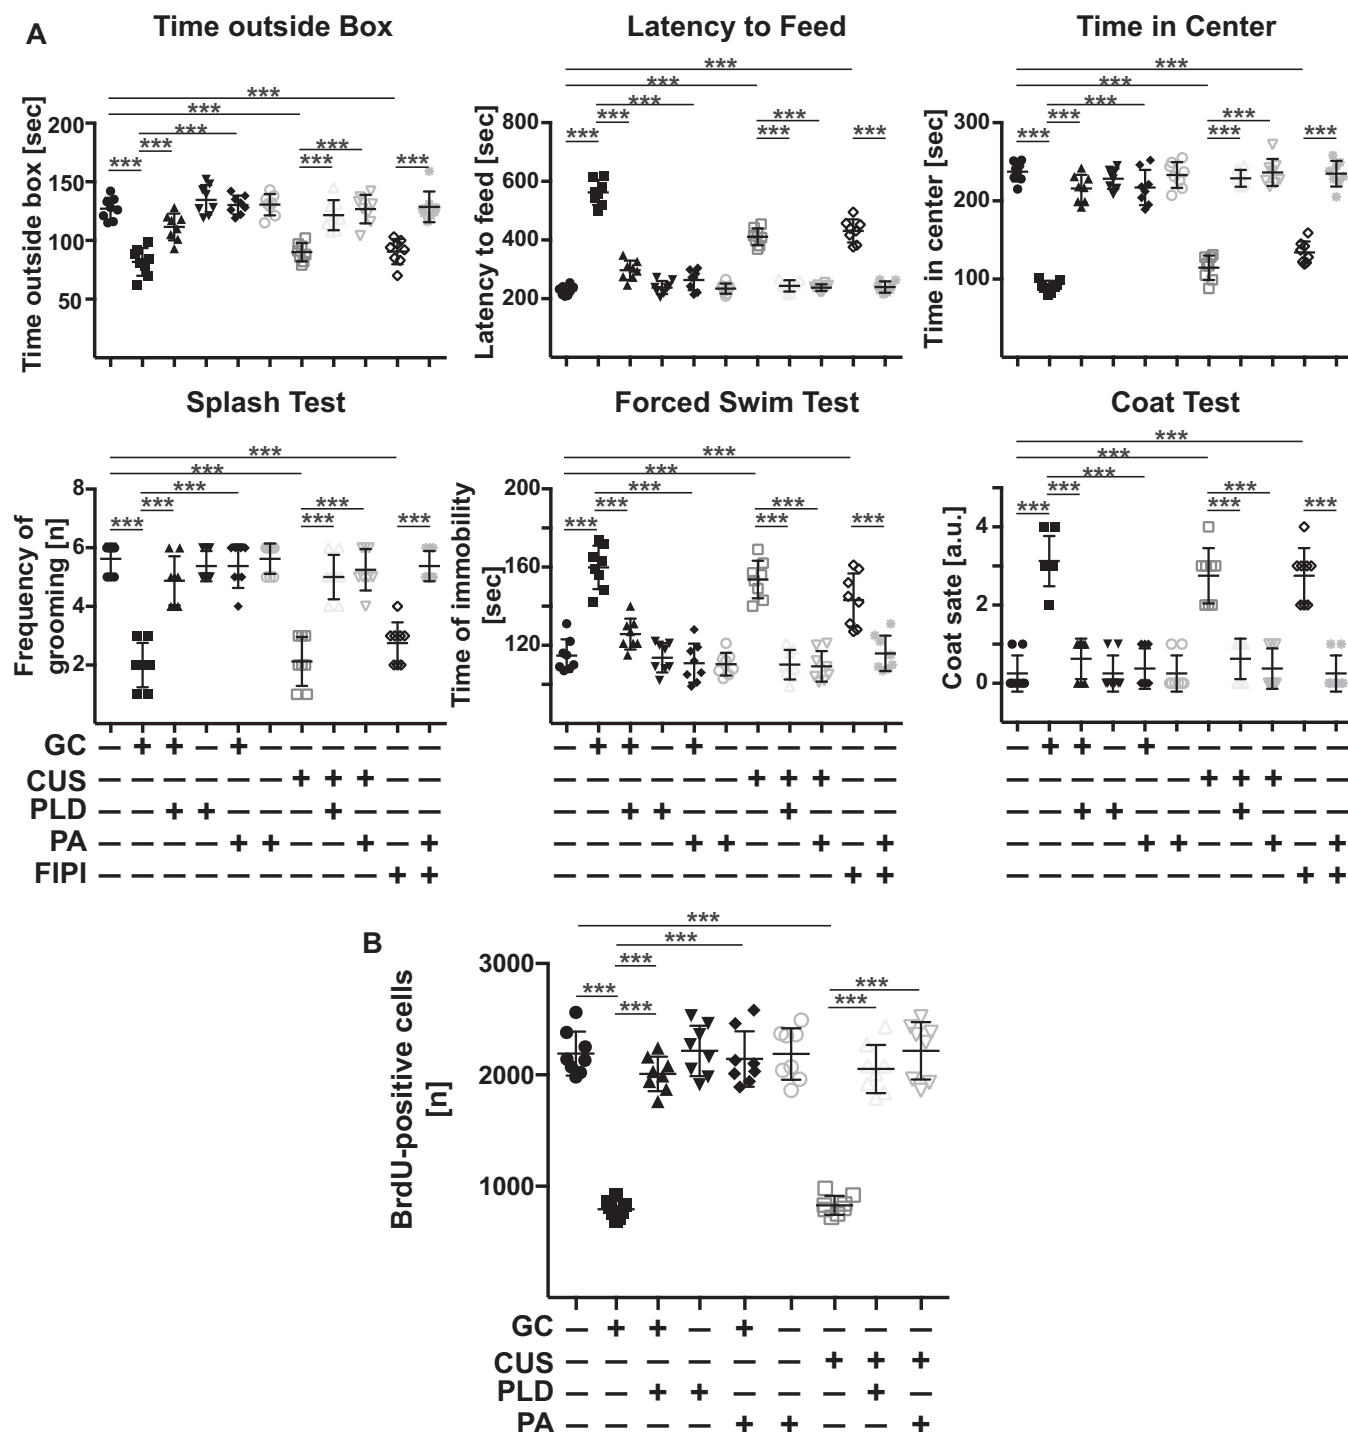 A
Time outside Box
Latency to Feed
Time in Center
Time outside box [sec]
200
150
100
50
*** *** *** *** *** *** *** *** ***
Latency to feed [sec]
800
600
400
200
*** *** *** *** *** *** *** ***
Time in center [sec]
300
200
100
*** *** *** *** *** *** *** ***
Splash Test
Forced Swim Test
Coat Test
Frequency of
grooming [n]
8
6
4
2
*** *** *** *** *** *** *** ***
Time of immobility
[sec]
200
160
120
*** *** *** *** *** *** *** ***
Coat sate [a.u.]
4
2
0
*** *** *** *** *** *** *** ***
GC – + + – + – – – – – – – + + – + – – – – – – – + + – + – – – – – –
CUS – – – – – – + + + – – – – – – – – + + + – – – – – – – – + + + – –
PLD – – + + – – – + – – – – – + + – – – + – – – – – + + – – – + – – –
PA – – – – + + – – + – + – – – – + + – – + – + – – – – + + – – + – +
FIPI – – – – – – – – – + + – – – – – – – – – + + – – – – – – – – – + +
B
BrdU-positive cells
[n]
3000
2000
1000
*** *** *** *** *** *** ***
GC – + + – + – – – –
CUS – – – – – – + + +
PLD – – + + – – – + –
PA – – – – + + – – +